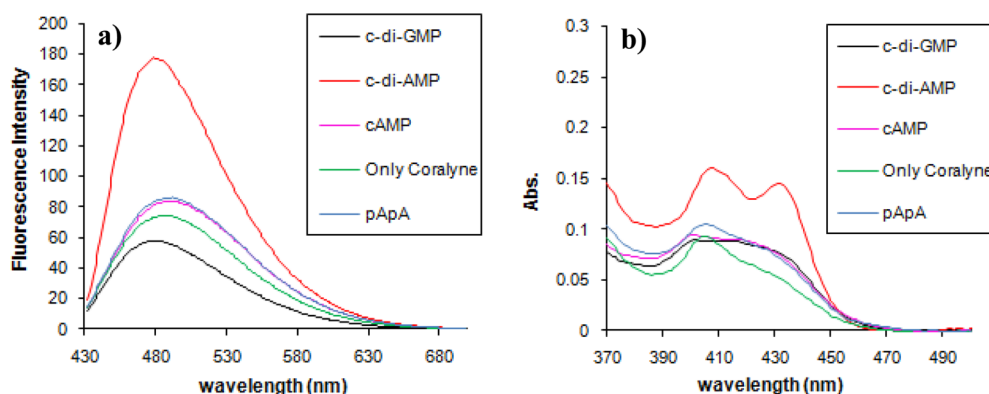 a)
Fluorescence Intensity
200
180
160
140
120
100
80
60
40
20
0
430 480 530 580 630 680
wavelength (nm)
c-di-GMP
c-di-AMP
cAMP
Only Coralyne
pApA
b)
Abs.
0.3
0.25
0.2
0.15
0.1
0.05
0
370 390 410 430 450 470 490
wavelength (nm)
c-di-GMP
c-di-AMP
cAMP
Only Coralyne
pApA